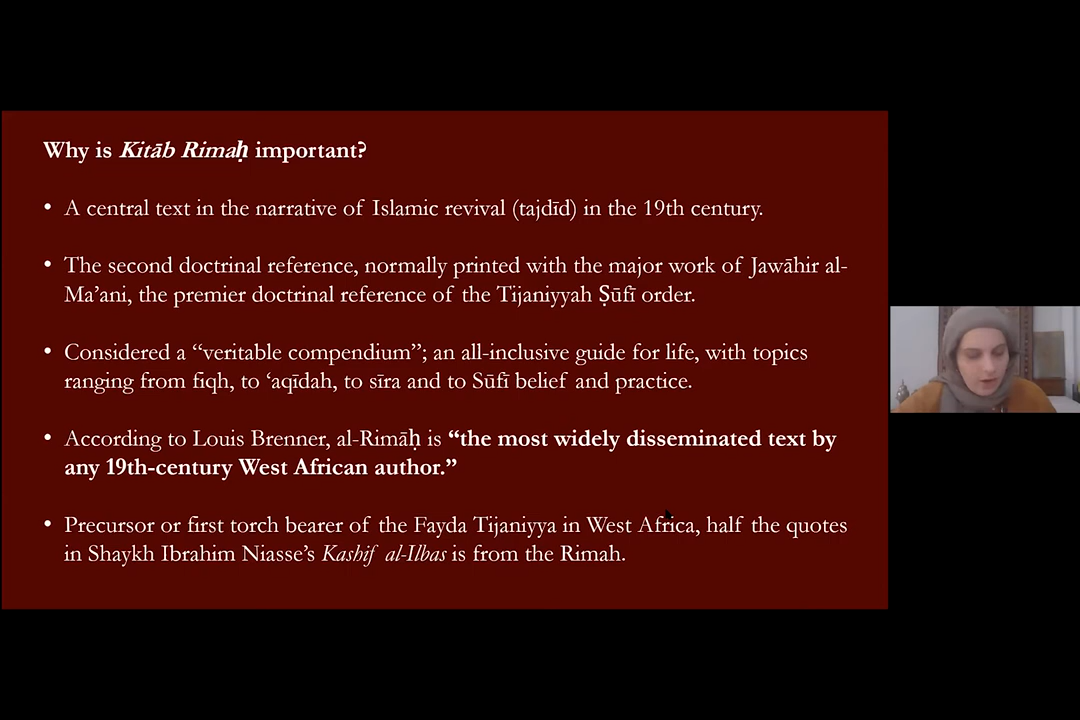 Why is Kitāb Rimaḥ important?
• A central text in the narrative of Islamic revival (tajdīd) in the 19th century.
• The second doctrinal reference, normally printed with the major work of Jawāhir al-
Ma’ani, the premier doctrinal reference of the Tijaniyyah Ṣūfī order.
• Considered a “veritable compendium”; an all-inclusive guide for life, with topics
ranging from fiqh, to ‘aqīdah, to sīra and to Sūfī belief and practice.
• According to Louis Brenner, al-Rimāḥ is “the most widely disseminated text by
any 19th-century West African author.”
• Precursor or first torch bearer of the Fayda Tijaniyya in West Africa, half the quotes
in Shaykh Ibrahim Niasse’s Kashif al-Ilbas is from the Rimah.